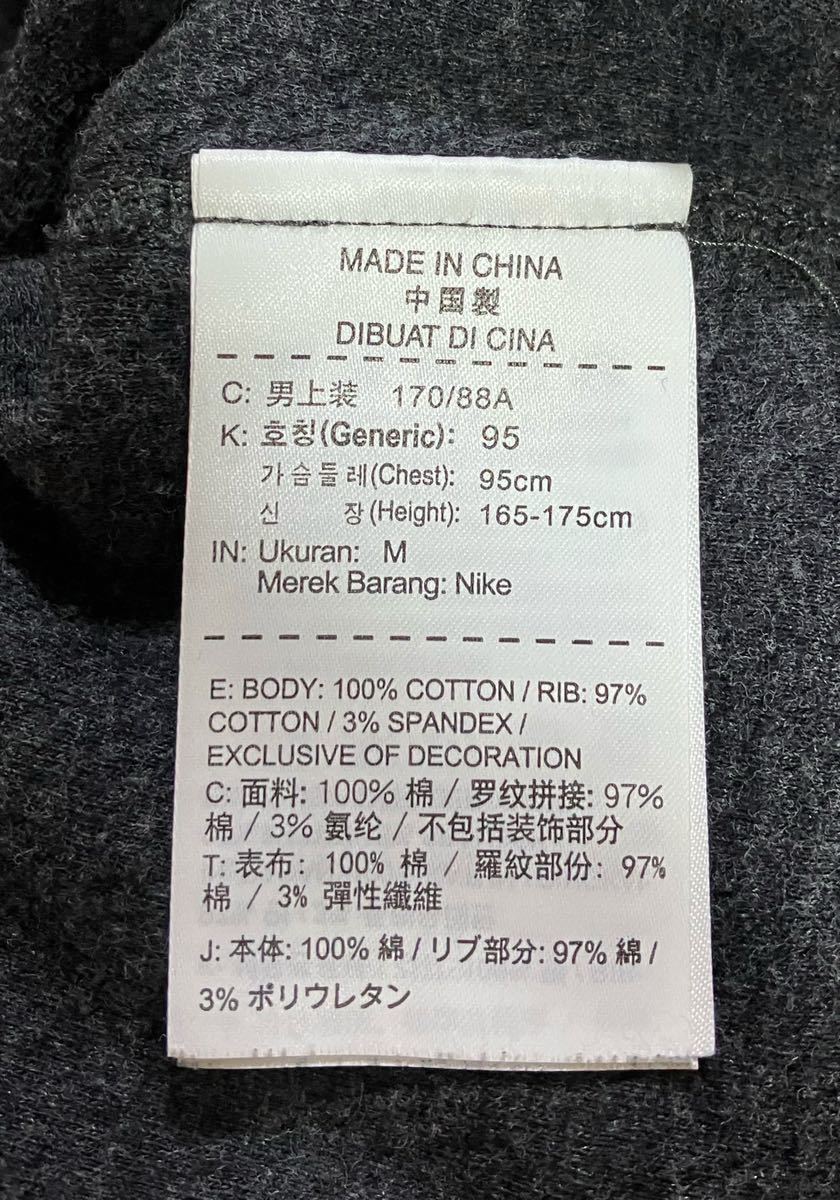 MADE IN CHINA
中国製
DIBUAT DI CINA
C: 男上装 170/88A
K: 호칭(Generic): 95
가슴둘레(Chest): 95cm
신 장(Height): 165-175cm
IN: Ukuran: M
Merek Barang: Nike
E: BODY: 100% COTTON / RIB: 97%
COTTON / 3% SPANDEX /
EXCLUSIVE OF DECORATION
C: 面料: 100% 棉 / 罗纹拼接: 97%
棉 / 3% 氨纶 / 不包括装饰部分
T: 表布: 100% 棉 / 羅紋部份: 97%
棉 / 3% 彈性纖維
J: 本体: 100% 綿 / リブ部分: 97% 綿 /
3% ポリウレタン